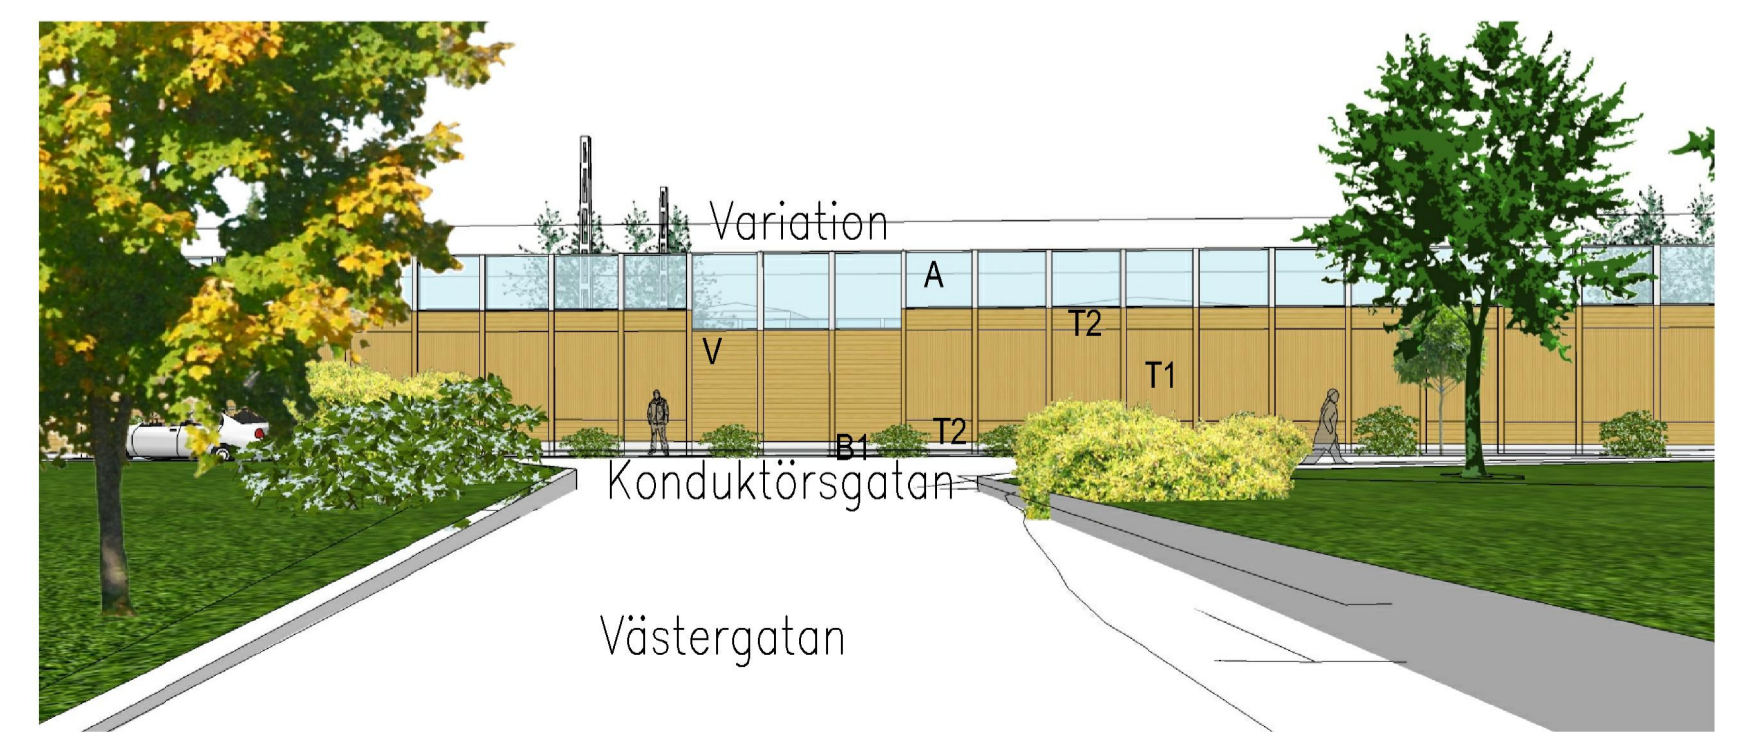 Variation
A
T2
V
T1
T2
B1
Konduktörsgatan
Västergatan